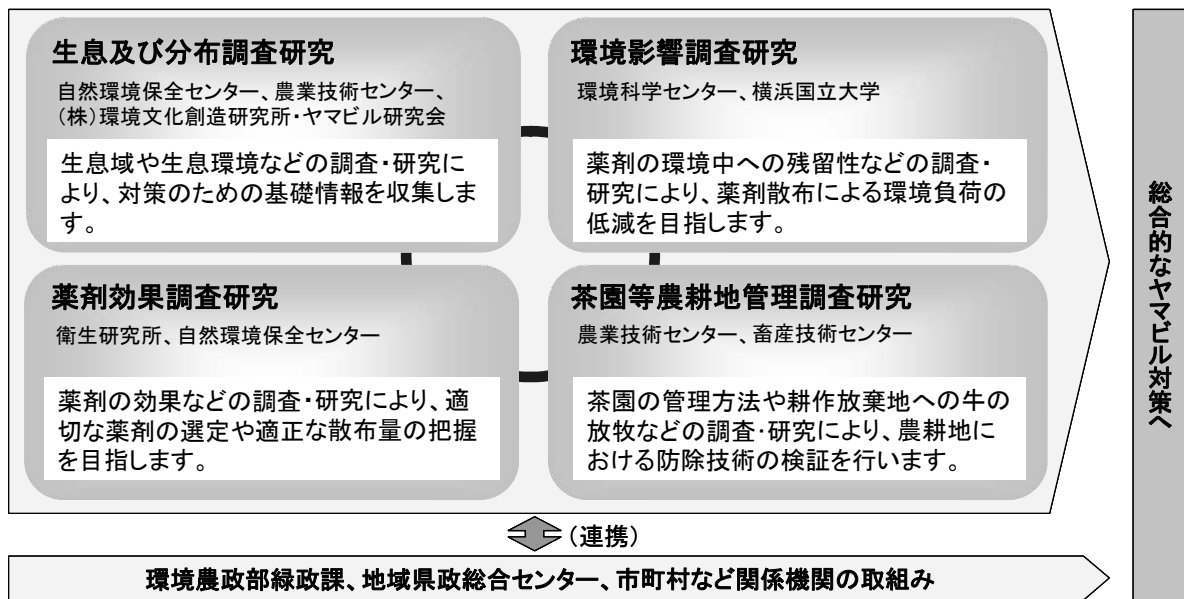 生息及び分布調査研究
自然環境保全センター、農業技術センター、
(株)環境文化創造研究所・ヤマビル研究会
生息域や生息環境などの調査・研究に
より、対策のための基礎情報を収集しま
す。
環境影響調査研究
環境科学センター、横浜国立大学
薬剤の環境中への残留性などの調査・
研究により、薬剤散布による環境負荷の
低減を目指します。
薬剤効果調査研究
衛生研究所、自然環境保全センター
薬剤の効果などの調査・研究により、適
切な薬剤の選定や適正な散布量の把握
を目指します。
茶園等農耕地管理調査研究
農業技術センター、畜産技術センター
茶園の管理方法や耕作放棄地への牛の
放牧などの調査・研究により、農耕地に
おける防除技術の検証を行います。
総合的なヤマビル対策へ
(連携)
環境農政部緑政課、地域県政総合センター、市町村など関係機関の取組み